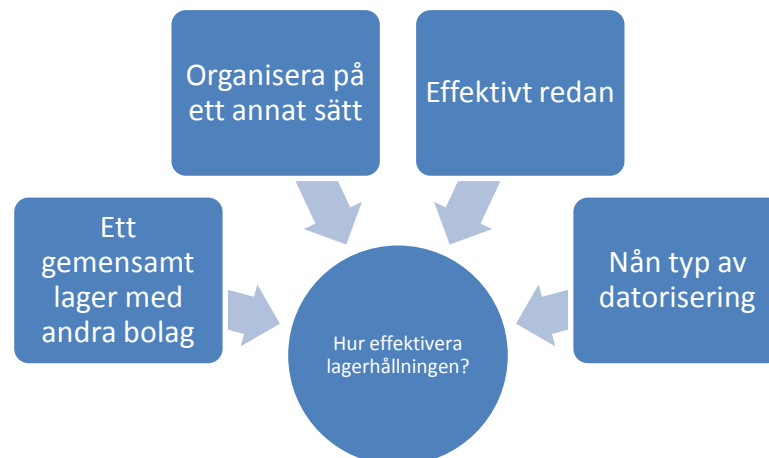 Organisera på
ett annat sätt
Effektivt redan
Ett
gemensamt
lager med
andra bolag
Nån typ av
datorisering
Hur effektivera
lagerhållningen?